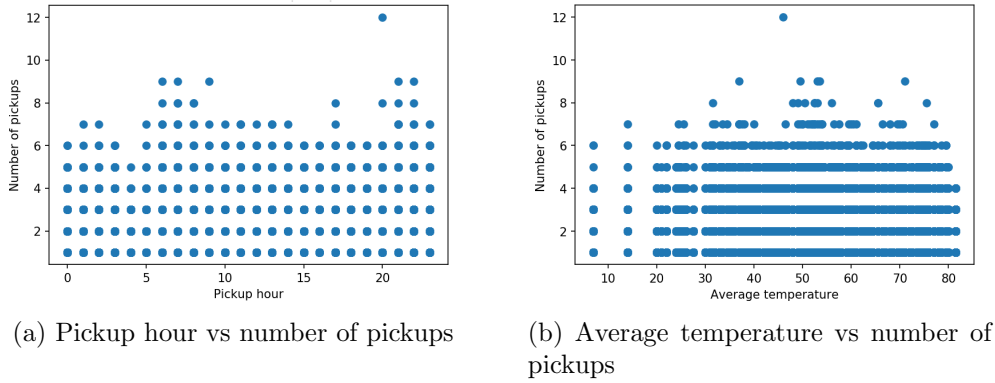 12
10
8
6
4
2
Number of pickups
0 5 10 15 20
Pickup hour
12
10
8
6
4
2
Number of pickups
10 20 30 40 50 60 70 80
Average temperature
(a) Pickup hour vs number of pickups
(b) Average temperature vs number of
pickups